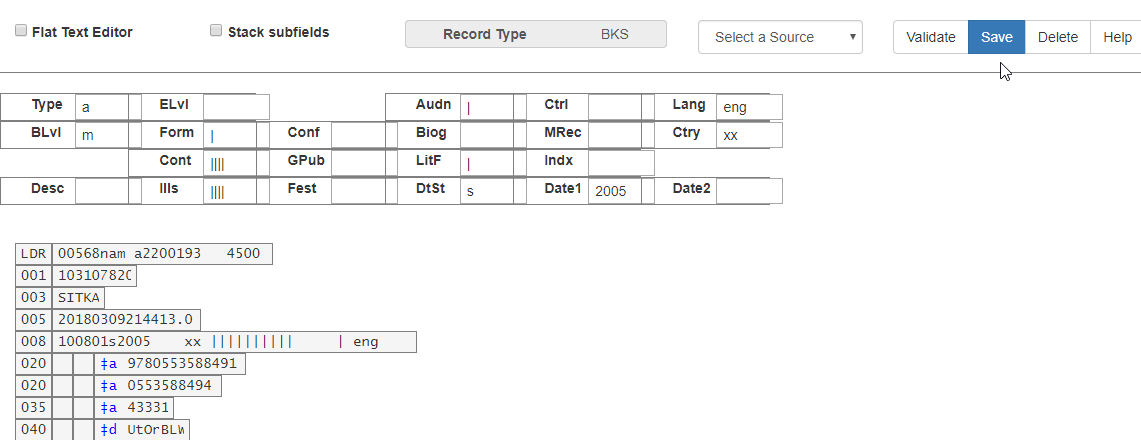 Flat Text Editor Stack subfields Record Type BKS Select a Source Validate Save Delete Help
Type a ELvl Audn | Ctrl Lang eng
BLvl m Form | Conf Biog MRec Ctry xx
Cont |||| GPub LitF | Indx
Desc Ills |||| Fest DtSt s Date1 2005 Date2
LDR 00568nam a2200193   4500
001 103107820
003 SITKA
005 20180309214413.0
008 100801s2005    xx ||||||||||      | eng
020 ‡a 9780553588491
020 ‡a 0553588494
035 ‡a 43331
040 ‡d UtOrBLW